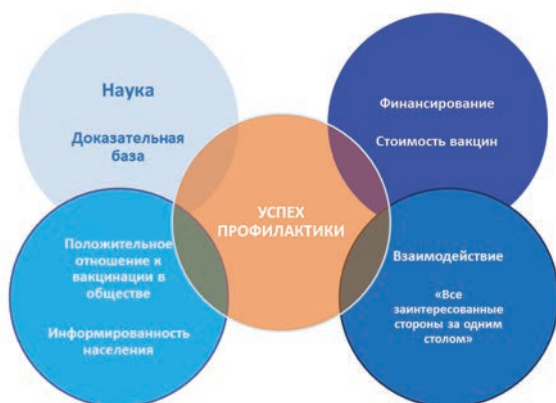 Наука
Доказательная
база
Финансирование
Стоимость вакцин
УСПЕХ
ПРОФИЛАКТИКИ
Положительное
отношение к
вакцинации в
обществе
Информированность
населения
Взаимодействие
«Все
заинтересованные
стороны за одним
столом»